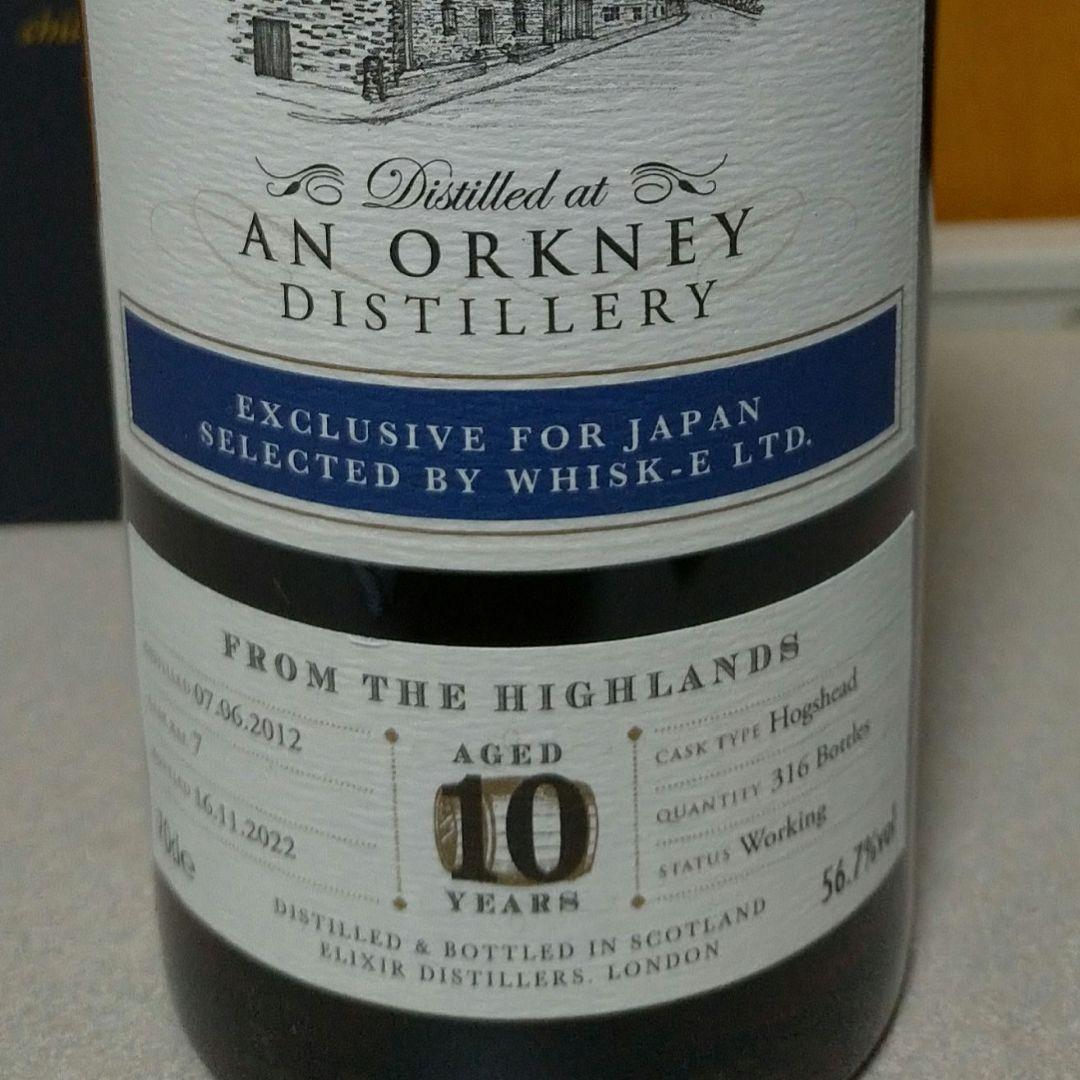 Distilled at
AN ORKNEY
DISTILLERY
EXCLUSIVE FOR JAPAN
SELECTED BY WHISK-E LTD.
FROM THE HIGHLANDS
07.06.2012
7
16.11.2022
AGED
10
YEARS
CASK TYPE Hogshead
QUANTITY 316 Bottles
STATUS Working
70cle
56.7%vol
DISTILLED & BOTTLED IN SCOTLAND
ELIXIR DISTILLERS. LONDON